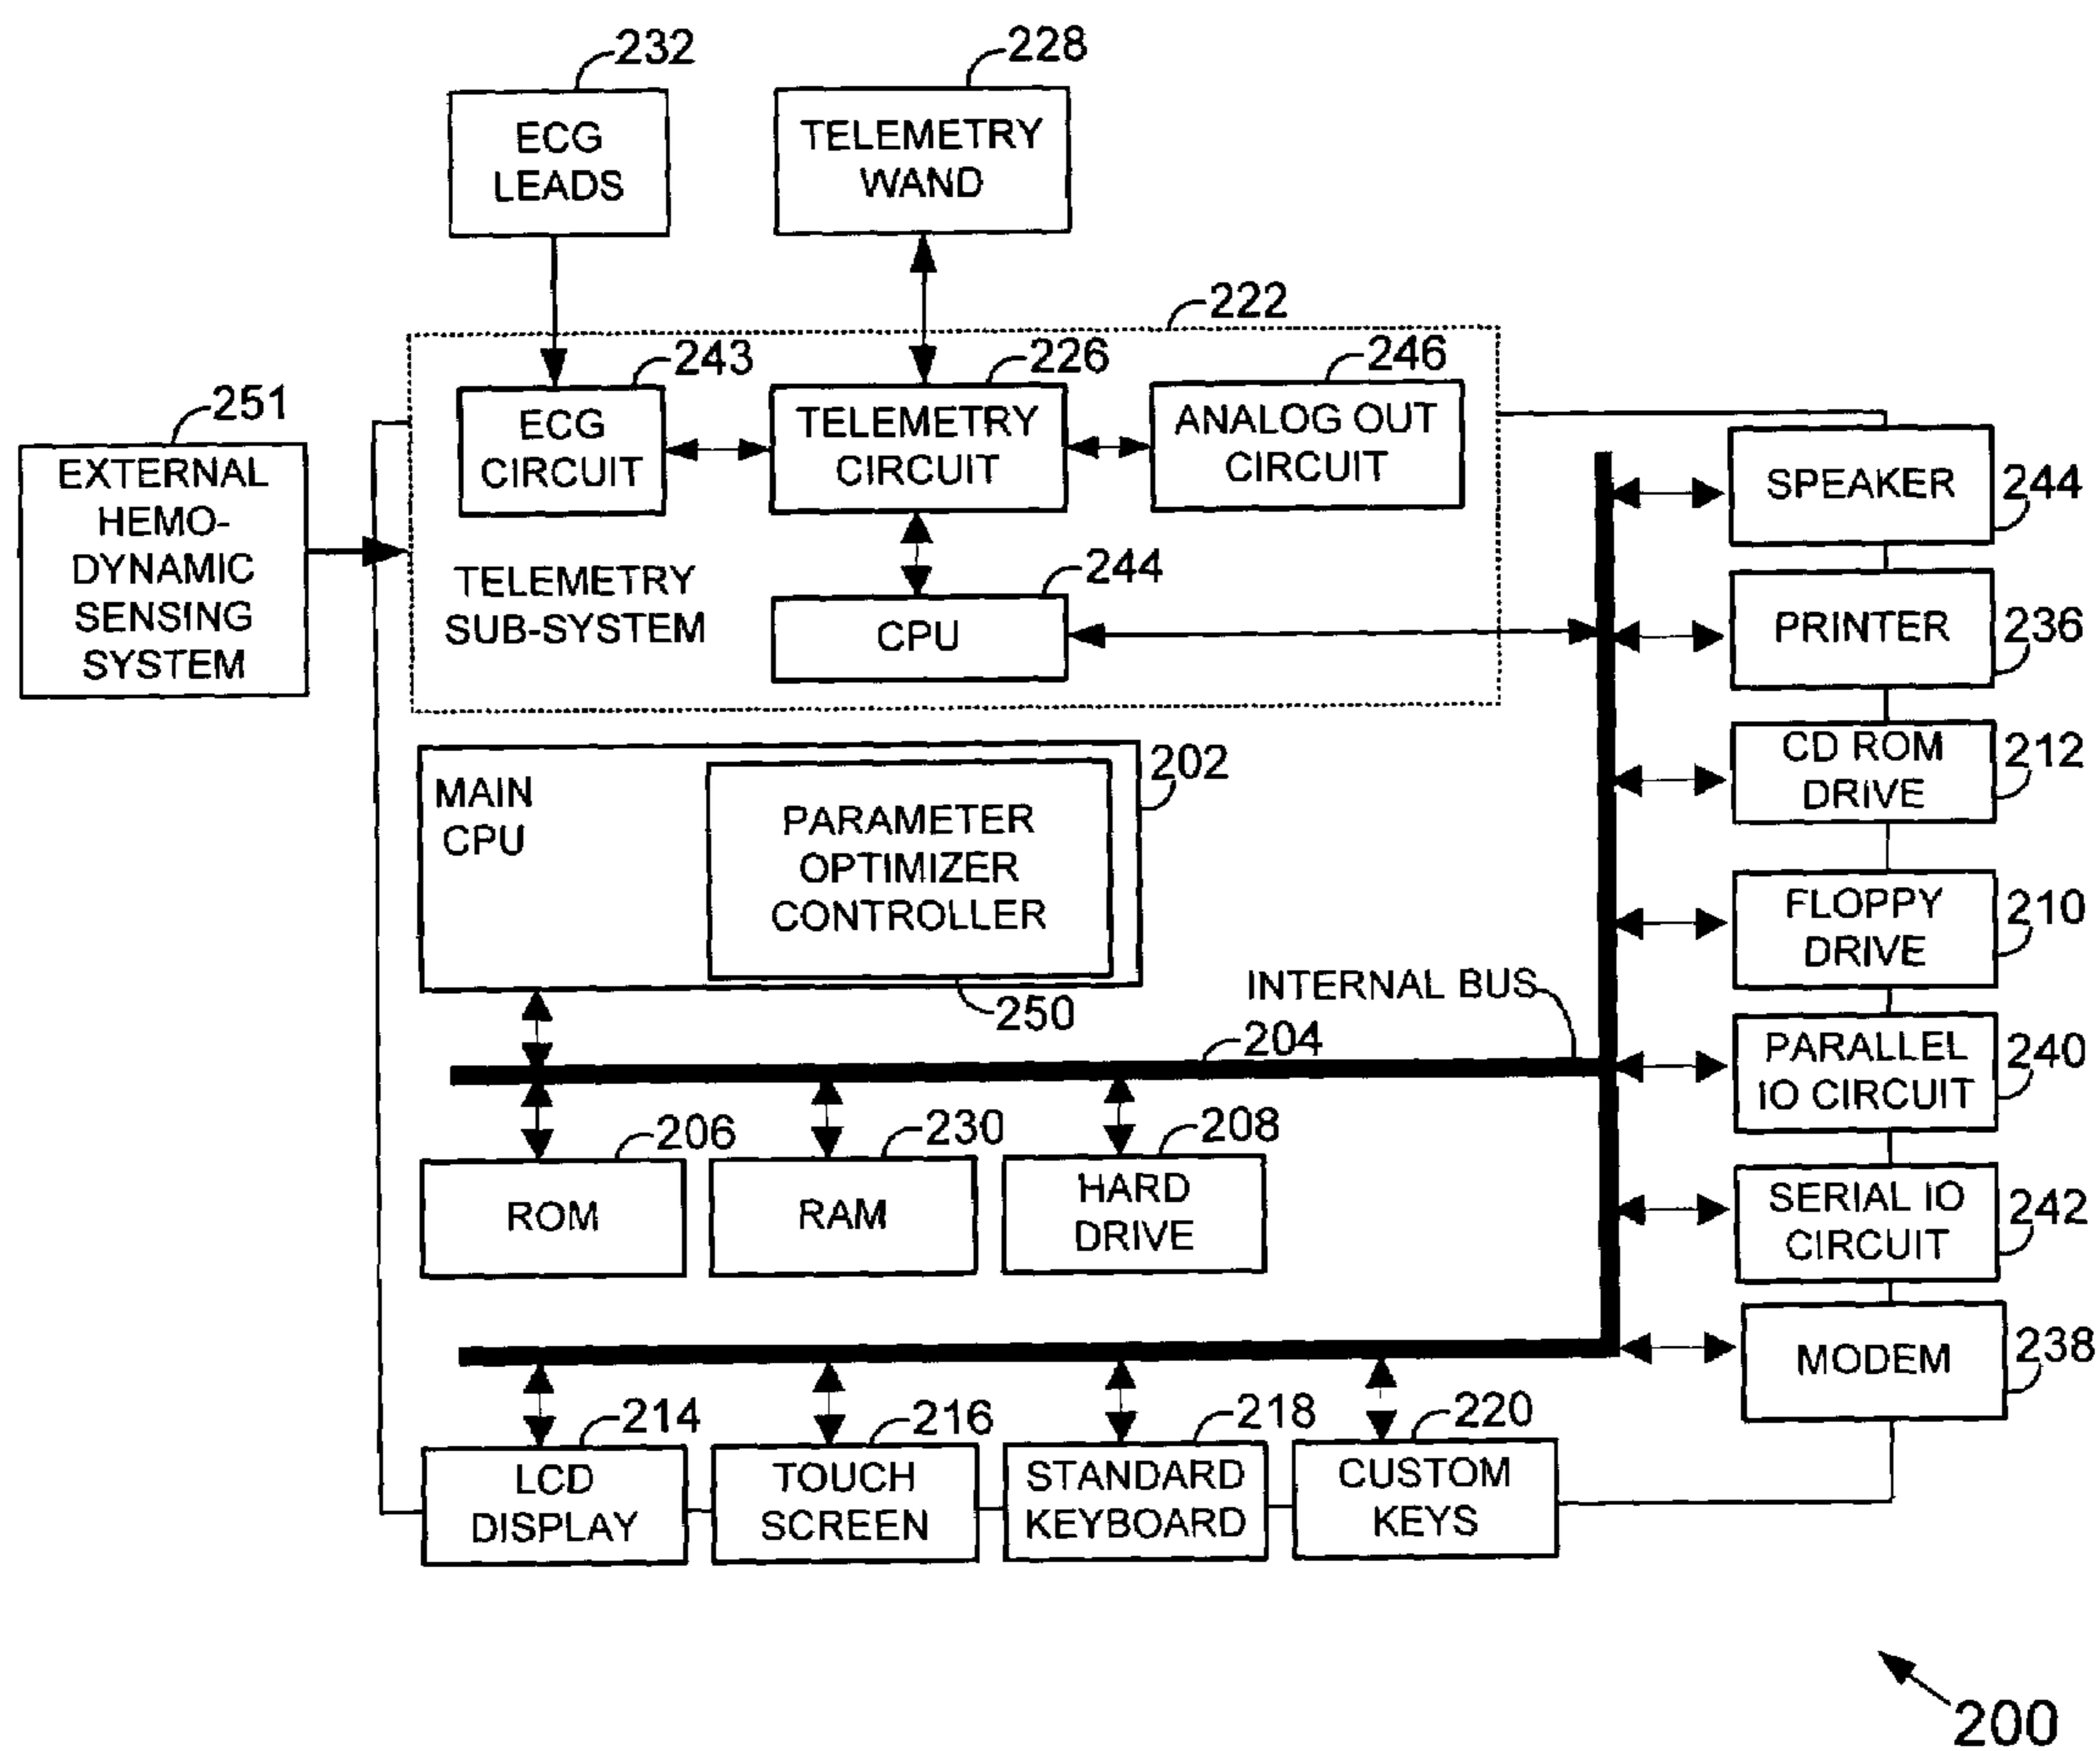 232
228
ECG
LEADS
TELEMETRY
WAND
222
243
226
246
251
ECG
CIRCUIT
TELEMETRY
CIRCUIT
ANALOG OUT
CIRCUIT
EXTERNAL
HEMO-
DYNAMIC
SENSING
SYSTEM
SPEAKER
244
TELEMETRY
SUB-SYSTEM
244
CPU
PRINTER
236
202
CD ROM
DRIVE
212
MAIN
CPU
PARAMETER
OPTIMIZER
CONTROLLER
FLOPPY
DRIVE
210
250
INTERNAL BUS
204
PARALLEL
IO CIRCUIT
240
206
230
208
ROM
RAM
HARD
DRIVE
SERIAL IO
CIRCUIT
242
MODEM
238
214
216
218
220
LCD
DISPLAY
TOUCH
SCREEN
STANDARD
KEYBOARD
CUSTOM
KEYS
200